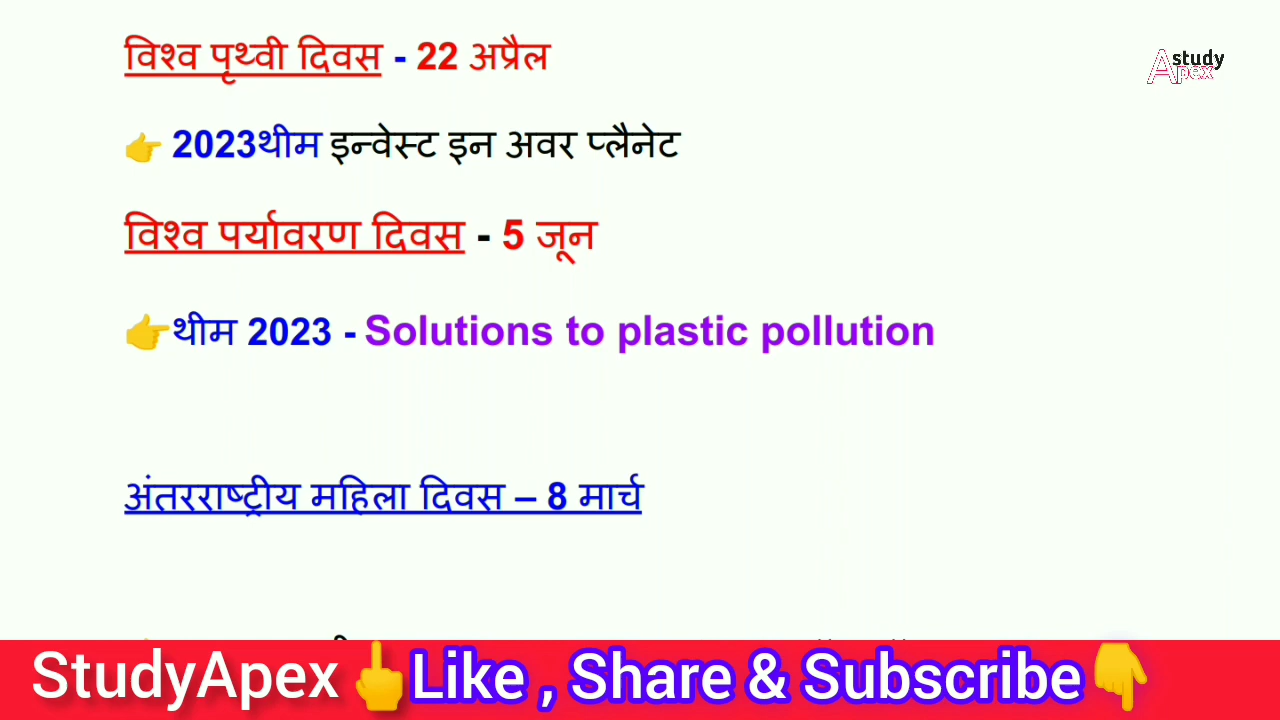 विश्व पृथ्वी दिवस - 22 अप्रैल
study
Apex
👉 2023थीम इन्वेस्ट इन अवर प्लैनेट
विश्व पर्यावरण दिवस - 5 जून
👉थीम 2023 - Solutions to plastic pollution
अंतरराष्ट्रीय महिला दिवस – 8 मार्च
StudyApex🖕Like , Share & Subscribe👇